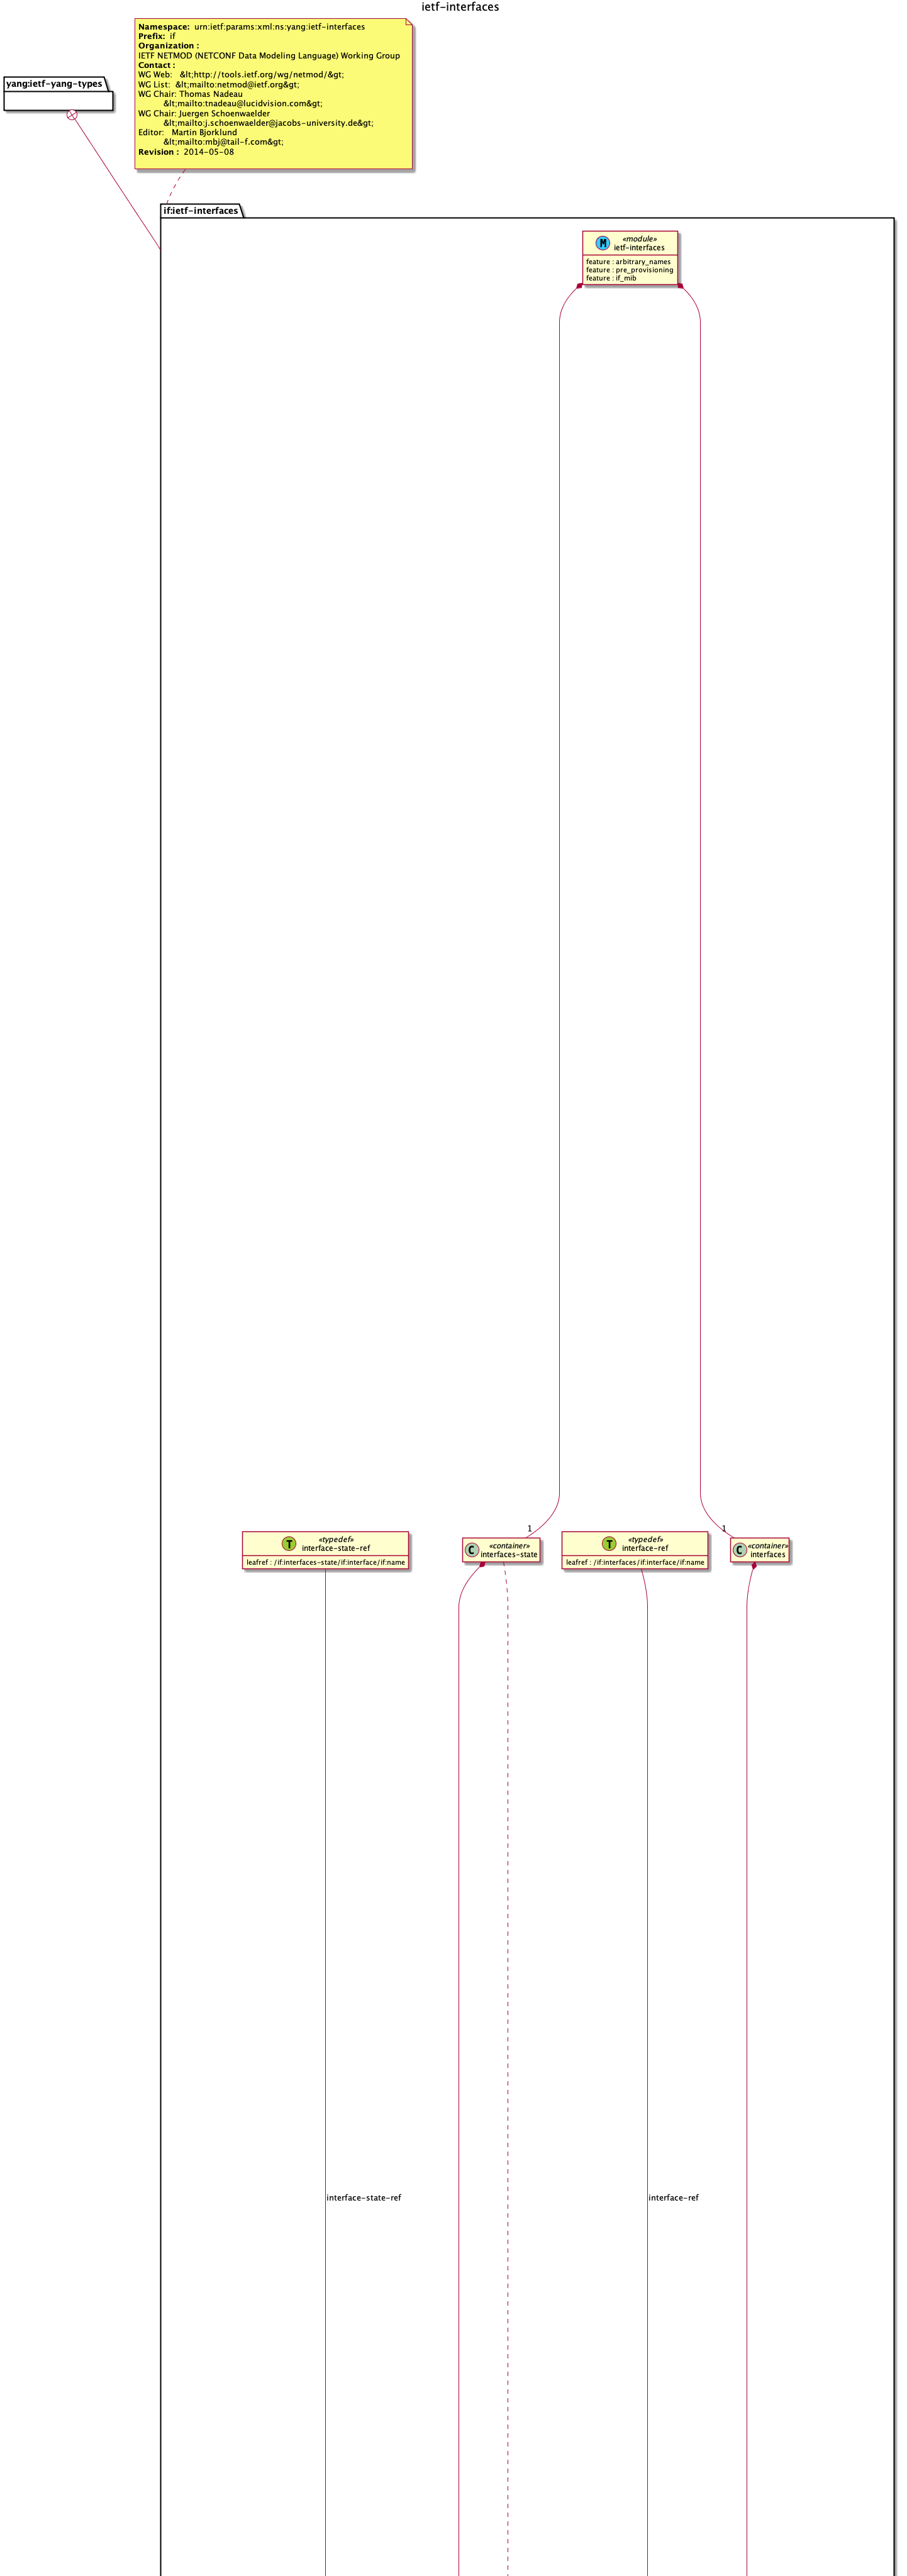 ietf-interfaces
Namespace: urn:ietf:params:xml:ns:yang:ietf-interfaces
Prefix: if
Organization :
IETF NETMOD (NETCONF Data Modeling Language) Working Group
Contact :
WG Web: &lt;http://tools.ietf.org/wg/netmod/&gt;
WG List: &lt;mailto:netmod@ietf.org&gt;
WG Chair: Thomas Nadeau
&lt;mailto:tnadeau@lucidvision.com&gt;
WG Chair: Juergen Schoenwaelder
&lt;mailto:j.schoenwaelder@jacobs-university.de&gt;
Editor: Martin Bjorklund
&lt;mailto:mbj@tail-f.com&gt;
Revision : 2014-05-08
yang:ietf-yang-types
if:ietf-interfaces
M
«module»
ietf-interfaces
feature : arbitrary_names
feature : pre_provisioning
feature : if_mib
1
1
T
«typedef»
interface-state-ref
leafref : /if:interfaces-state/if:interface/if:name
C
«container»
interfaces-state
T
«typedef»
interface-ref
leafref : /if:interfaces/if:interface/if:name
C
«container»
interfaces
interface-state-ref
interface-ref